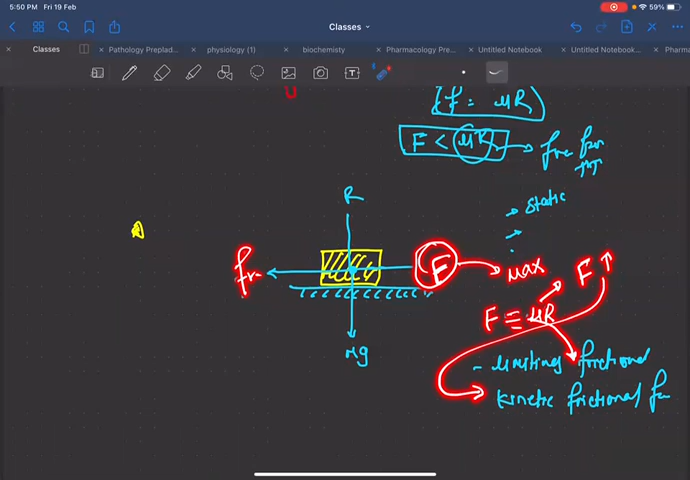 5:50 PM Fri 19 Feb
59%
Classes
Classes
Pathology Preplad...
physiology (1)
biochemisty
Pharmacology Pre...
Untitled Notebook
Untitled Notebook...
Pharma
f = μR
F < μR
R
static
fr
F
Max
F ↑
F = μR
Mg
- limiting frictional
kinetic frictional